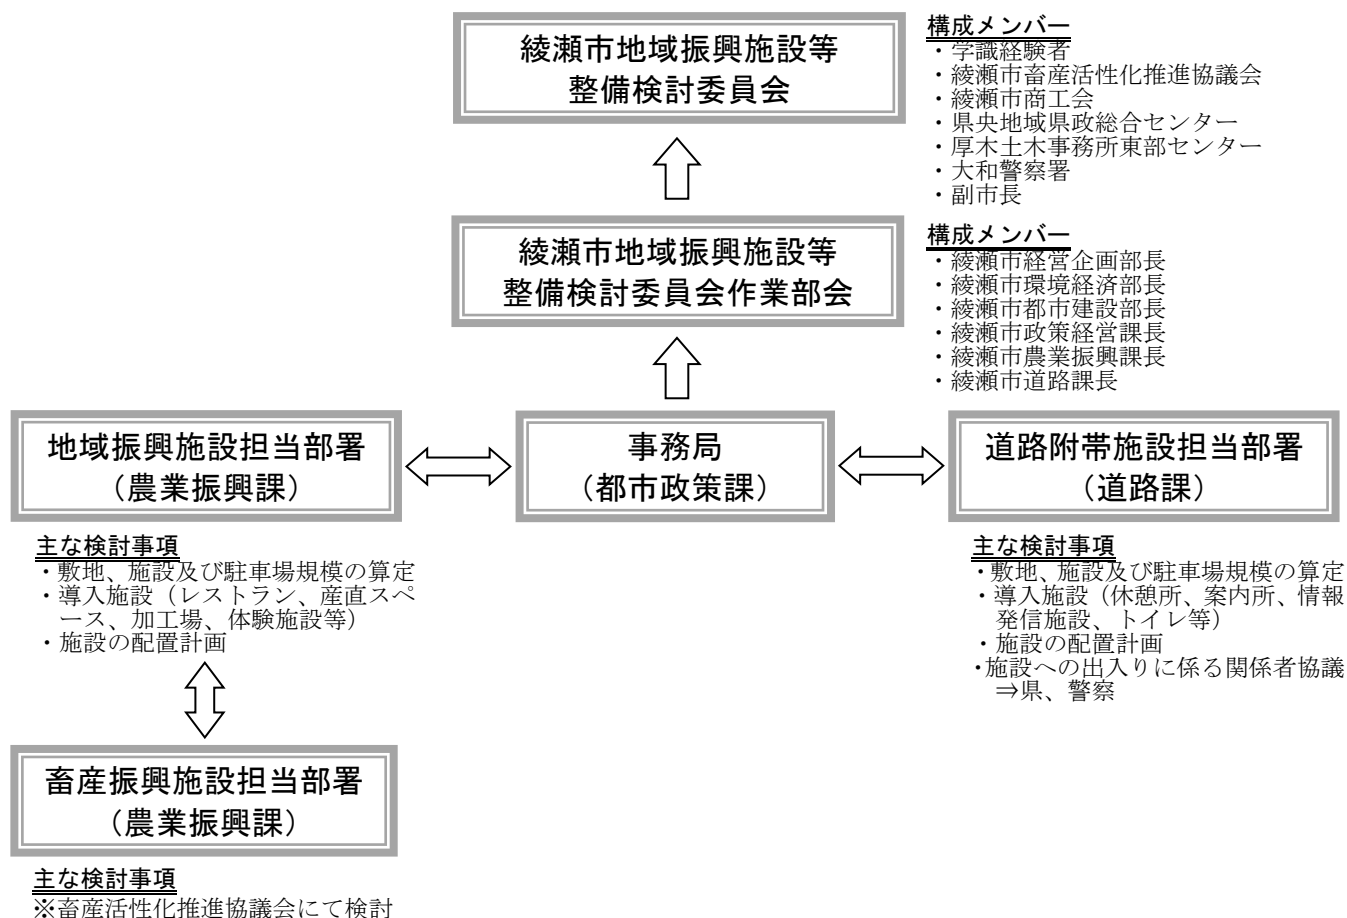 綾瀬市地域振興施設等
整備検討委員会
構成メンバー
・学識経験者
・綾瀬市畜産活性化推進協議会
・綾瀬市商工会
・県央地域県政総合センター
・厚木土木事務所東部センター
・大和警察署
・副市長
綾瀬市地域振興施設等
整備検討委員会作業部会
構成メンバー
・綾瀬市経営企画部長
・綾瀬市環境経済部長
・綾瀬市都市建設部長
・綾瀬市政策経営課長
・綾瀬市農業振興課長
・綾瀬市道路課長
地域振興施設担当部署
(農業振興課)
事務局
(都市政策課)
道路附帯施設担当部署
(道路課)
主な検討事項
・敷地、施設及び駐車場規模の算定
・導入施設（レストラン、産直スペ
ース、加工場、体験施設等）
・施設の配置計画
主な検討事項
・敷地、施設及び駐車場規模の算定
・導入施設（休憩所、案内所、情報
発信施設、トイレ等）
・施設の配置計画
・施設への出入りに係る関係者協議
⇒県、警察
畜産振興施設担当部署
(農業振興課)
主な検討事項
※畜産活性化推進協議会にて検討